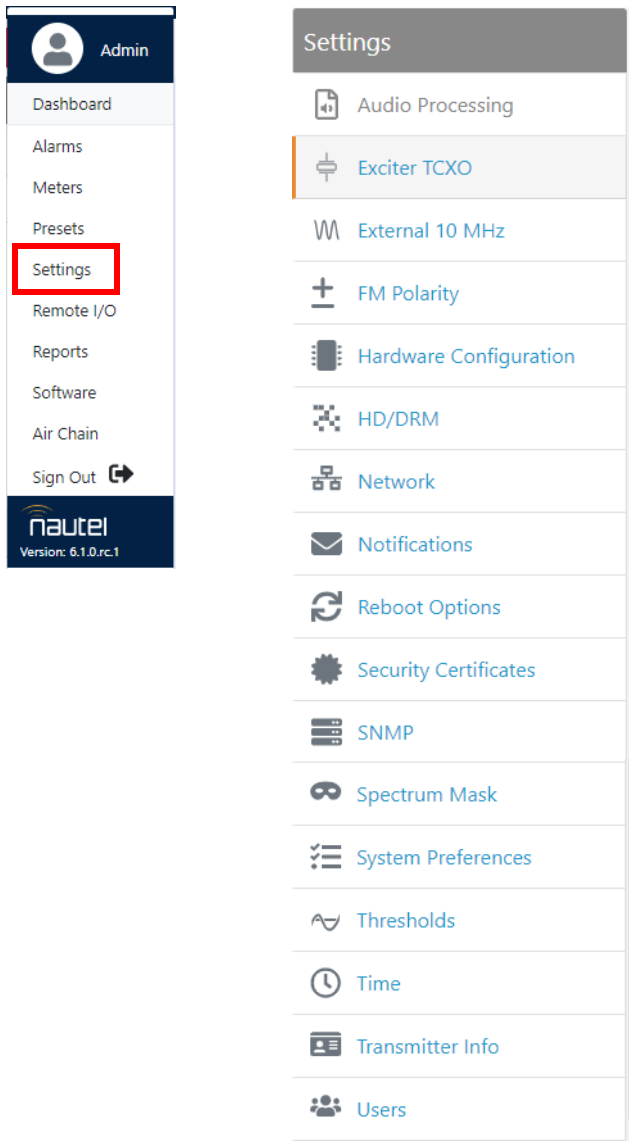 Admin
Dashboard
Alarms
Meters
Presets
Settings
Remote I/O
Reports
Software
Air Chain
Sign Out
nautel
Version: 6.1.0.rc.1
Settings
Audio Processing
Exciter TCXO
External 10 MHz
FM Polarity
Hardware Configuration
HD/DRM
Network
Notifications
Reboot Options
Security Certificates
SNMP
Spectrum Mask
System Preferences
Thresholds
Time
Transmitter Info
Users